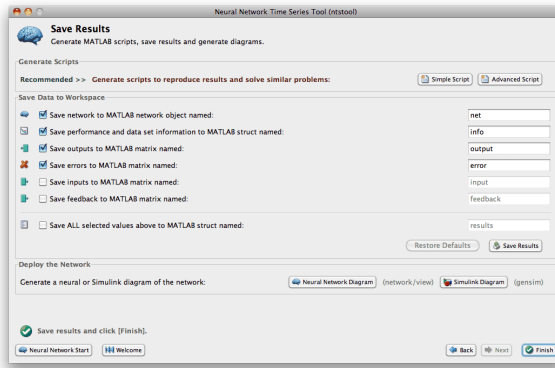 Neural Network Time Series Tool (ntstool)
Save Results
Generate MATLAB scripts, save results and generate diagrams.
Generate Scripts
Recommended >> Generate scripts to reproduce results and solve similar problems:
Simple Script
Advanced Script
Save Data to Workspace
Save network to MATLAB network object named:
net
Save performance and data set information to MATLAB struct named:
info
Save outputs to MATLAB matrix named:
output
Save errors to MATLAB matrix named:
error
Save inputs to MATLAB matrix named:
input
Save feedback to MATLAB matrix named:
feedback
Save ALL selected values above to MATLAB struct named:
results
Restore Defaults
Save Results
Deploy the Network
Generate a neural or Simulink diagram of the network:
Neural Network Diagram
(network/view)
Simulink Diagram
(gensim)
Save results and click [Finish].
Neural Network Start
Welcome
Back
Next
Finish